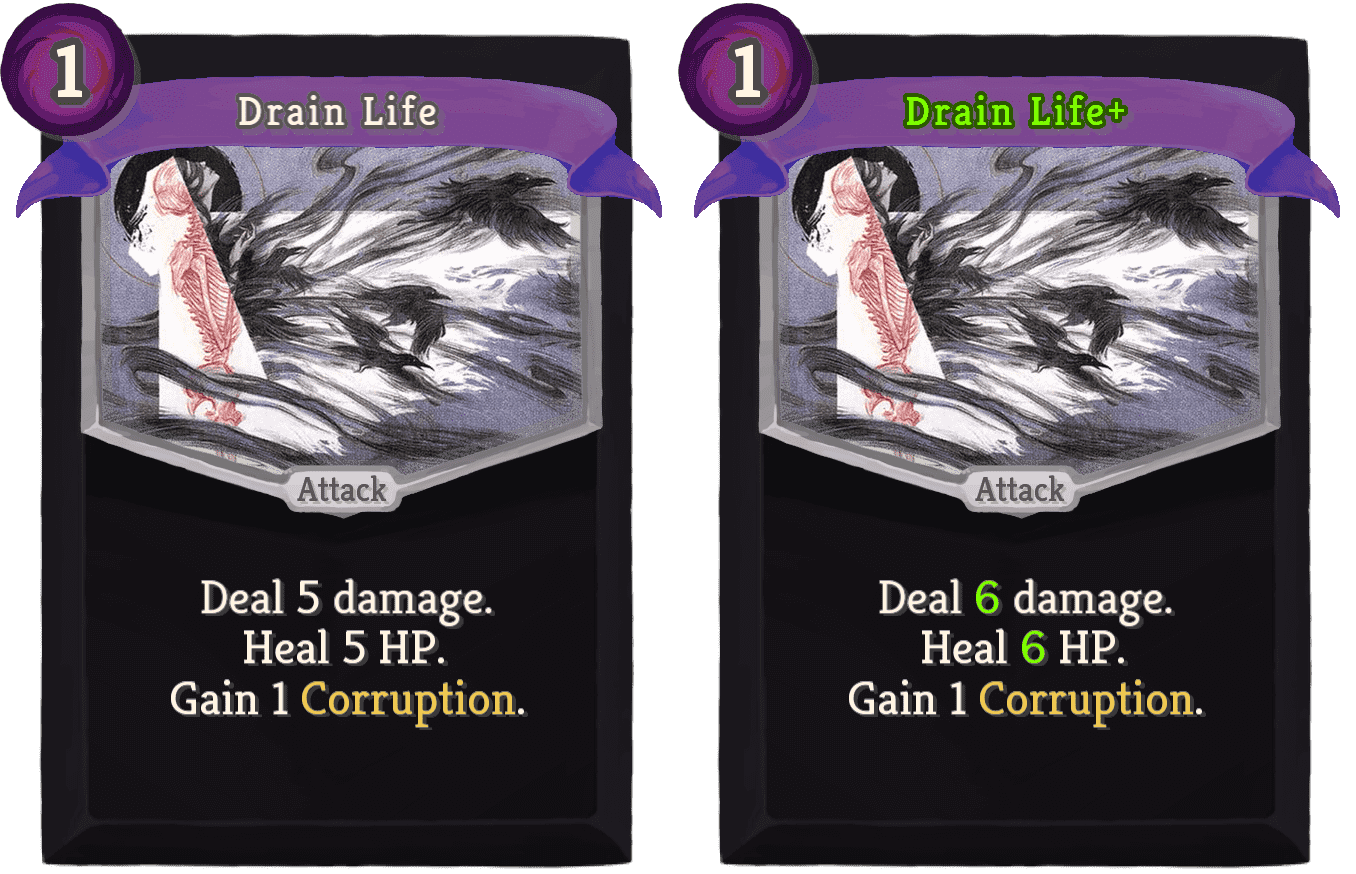 1
Drain Life
Attack
Deal 5 damage.
Heal 5 HP.
Gain 1 Corruption.
1
Drain Life+
Attack
Deal 6 damage.
Heal 6 HP.
Gain 1 Corruption.